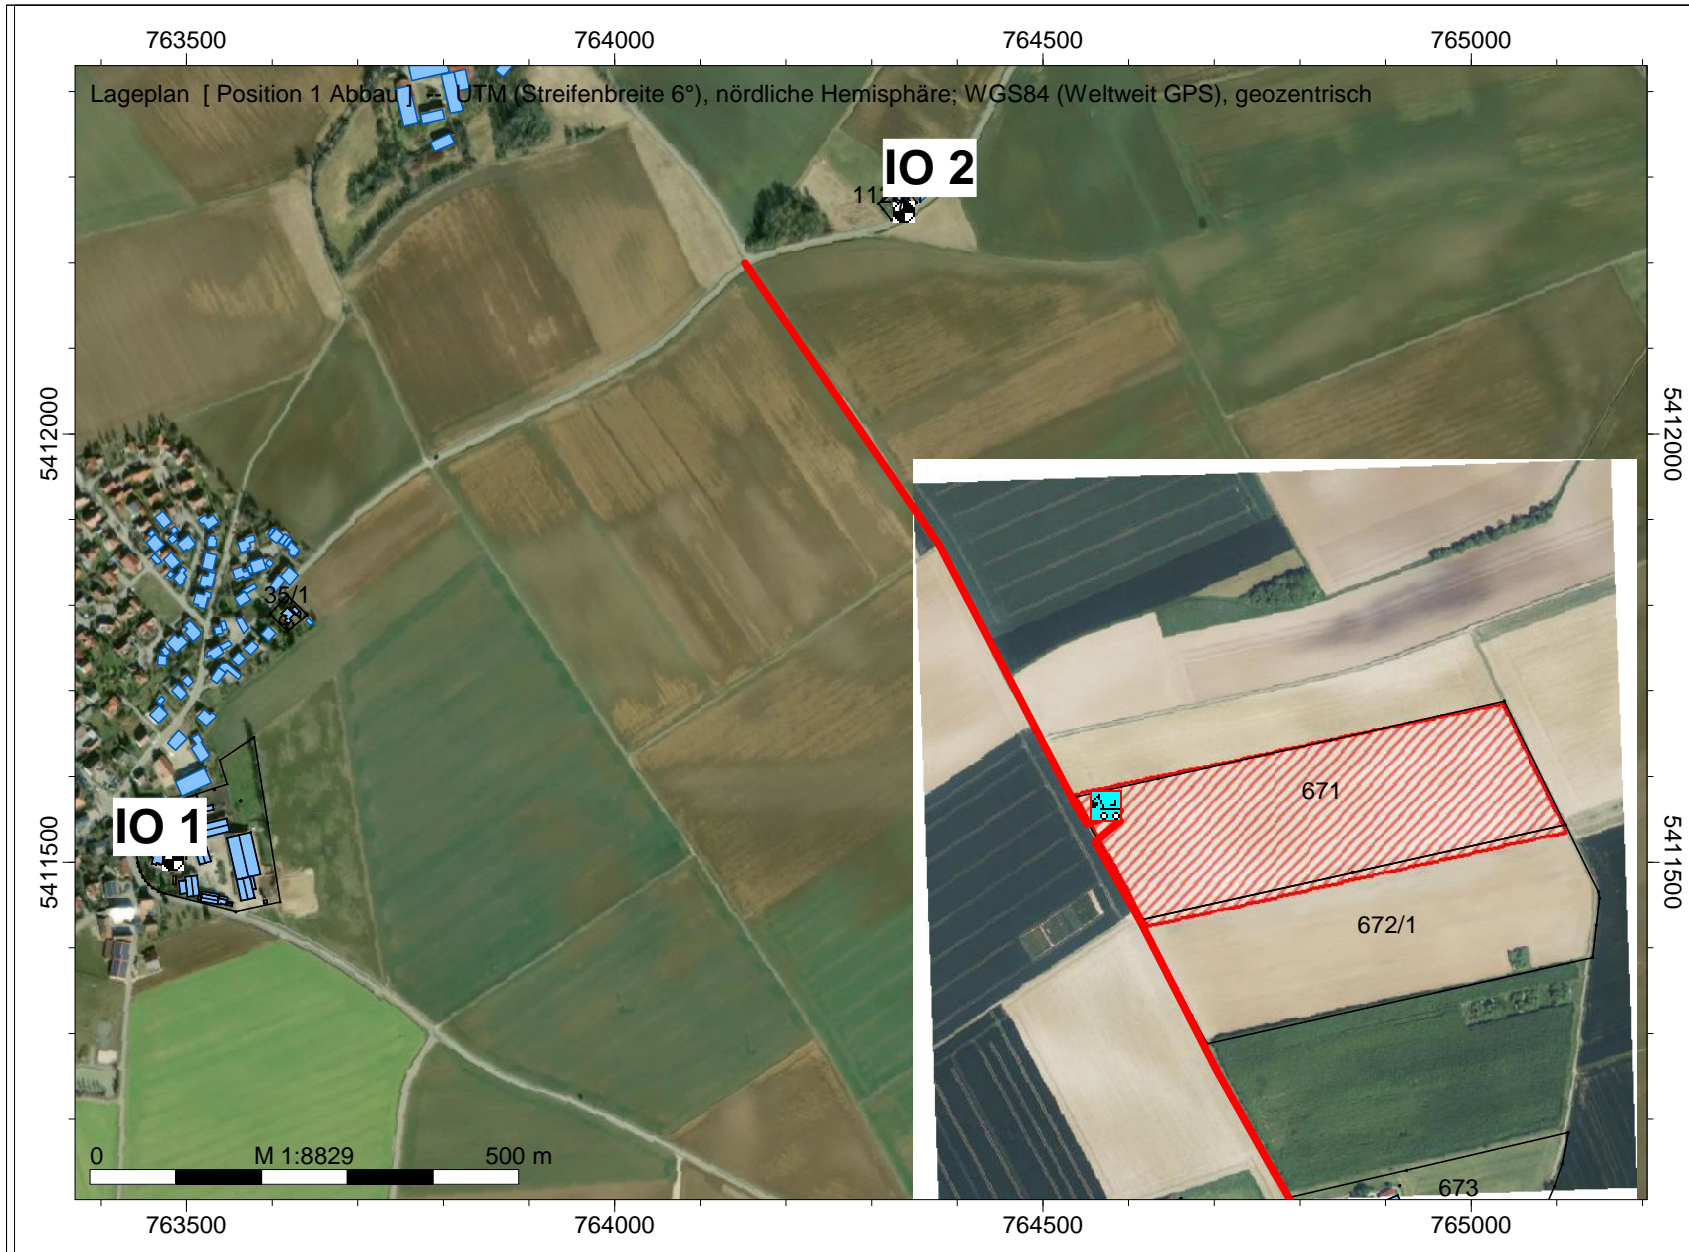 763500 764000 764500 765000
Lageplan [ Position 1 Abbau ] -- UTM (Streifenbreite 6°), nördliche Hemisphäre; WGS84 (Weltweit GPS), geozentrisch
IO 2
5412000
5412000
35/1
671
IO 1
5411500
5411500
672/1
0 M 1:8829 500 m
673
763500 764000 764500 765000